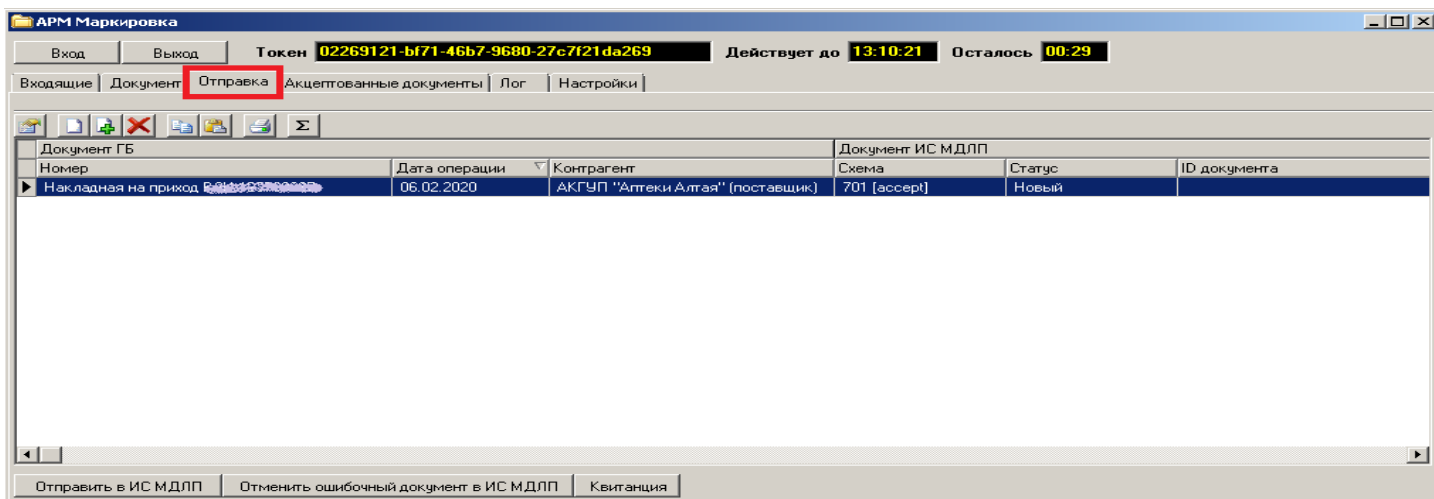 АРМ Маркировка
Вход Выход Токен 02269121-bf71-46b7-9680-27c7f21da269 Действует до 13:10:21 Осталось 00:29
Входящие Документ Отправка Акцептованные документы Лог Настройки
Σ
Документ ГБ Документ ИС МДЛП
Номер Дата операции Контрагент Схема Статус ID документа
Накладная на приход 06.02.2020 АКГУП "Аптеки Алтая" (поставщик) 701 [accept] Новый
Отправить в ИС МДЛП Отменить ошибочный документ в ИС МДЛП Квитанция